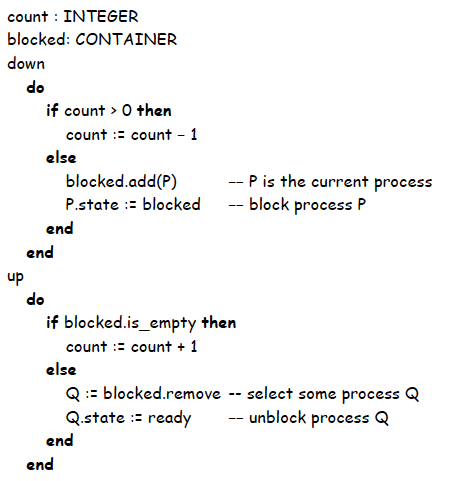 count : INTEGER
blocked: CONTAINER
down
do
if count > 0 then
count := count – 1
else
blocked.add(P) -- P is the current process
P.state := blocked -- block process P
end
end
up
do
if blocked.is_empty then
count := count + 1
else
Q := blocked.remove -- select some process Q
Q.state := ready -- unblock process Q
end
end